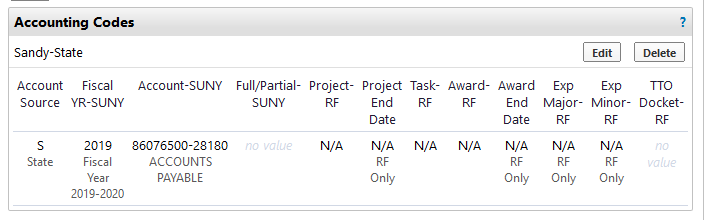 Accounting Codes ?
Sandy-State Edit Delete
Account Fiscal Account-SUNY Full/Partial- Project- Project Task- Award- Award Exp Exp TTO
Source YR-SUNY SUNY RF End RF RF End Major- Minor- Docket-
Date Date RF RF RF
S 2019 86076500-28180 no value N/A N/A N/A N/A N/A N/A N/A no
State Fiscal ACCOUNTS RF RF RF RF value
Year PAYABLE Only Only Only Only
2019-2020